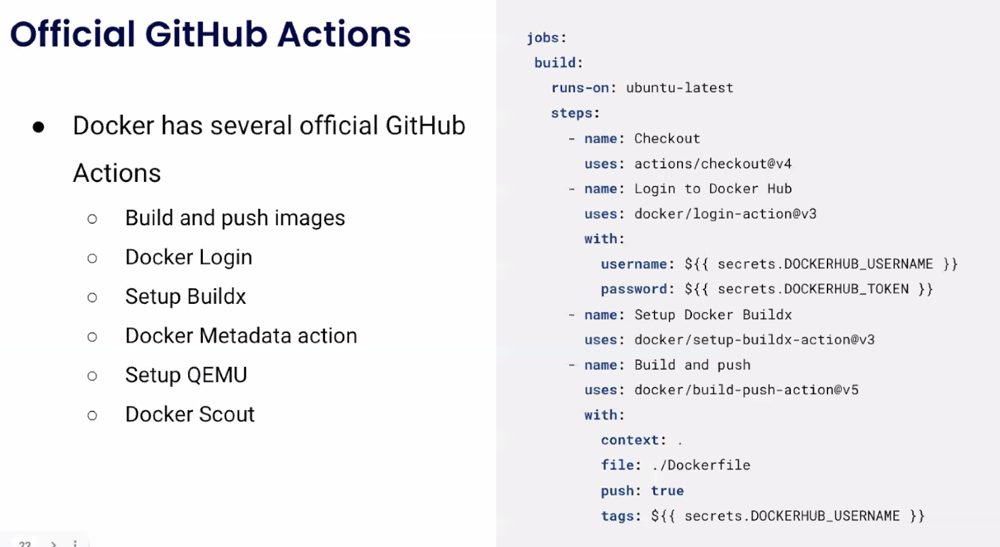 Official GitHub Actions
● Docker has several official GitHub
Actions
○ Build and push images
○ Docker Login
○ Setup Buildx
○ Docker Metadata action
○ Setup QEMU
○ Docker Scout
jobs:
build:
runs-on: ubuntu-latest
steps:
- name: Checkout
uses: actions/checkout@v4
- name: Login to Docker Hub
uses: docker/login-action@v3
with:
username: ${{ secrets.DOCKERHUB_USERNAME }}
password: ${{ secrets.DOCKERHUB_TOKEN }}
- name: Setup Docker Buildx
uses: docker/setup-buildx-action@v3
- name: Build and push
uses: docker/build-push-action@v5
with:
context: .
file: ./Dockerfile
push: true
tags: ${{ secrets.DOCKERHUB_USERNAME }}
22